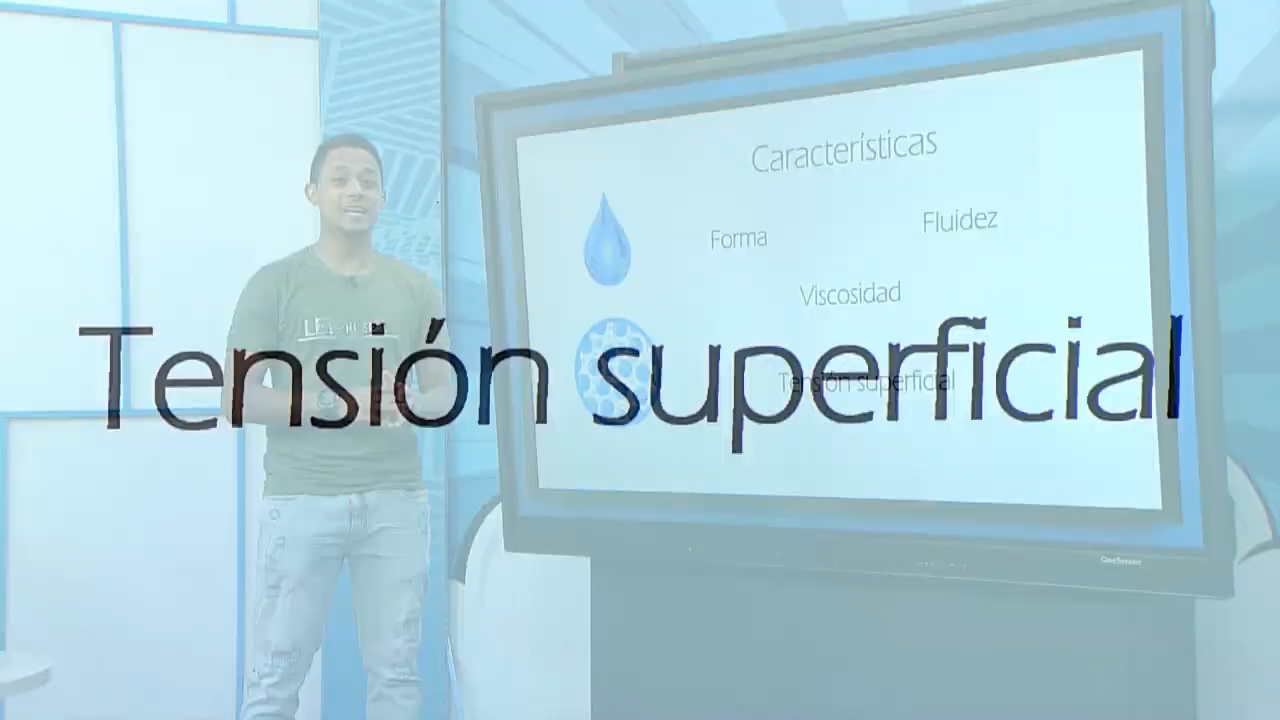 Características
Forma
Fluidez
Viscosidad
Tensión superficial
Tensión superficial